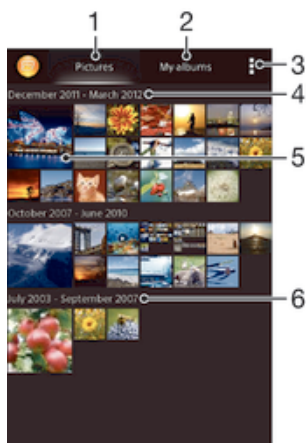 1
2
Pictures
My albums
3
December 2011 - March 2012
4
5
October 2007 - June 2010
July 2003 - September 2007
6